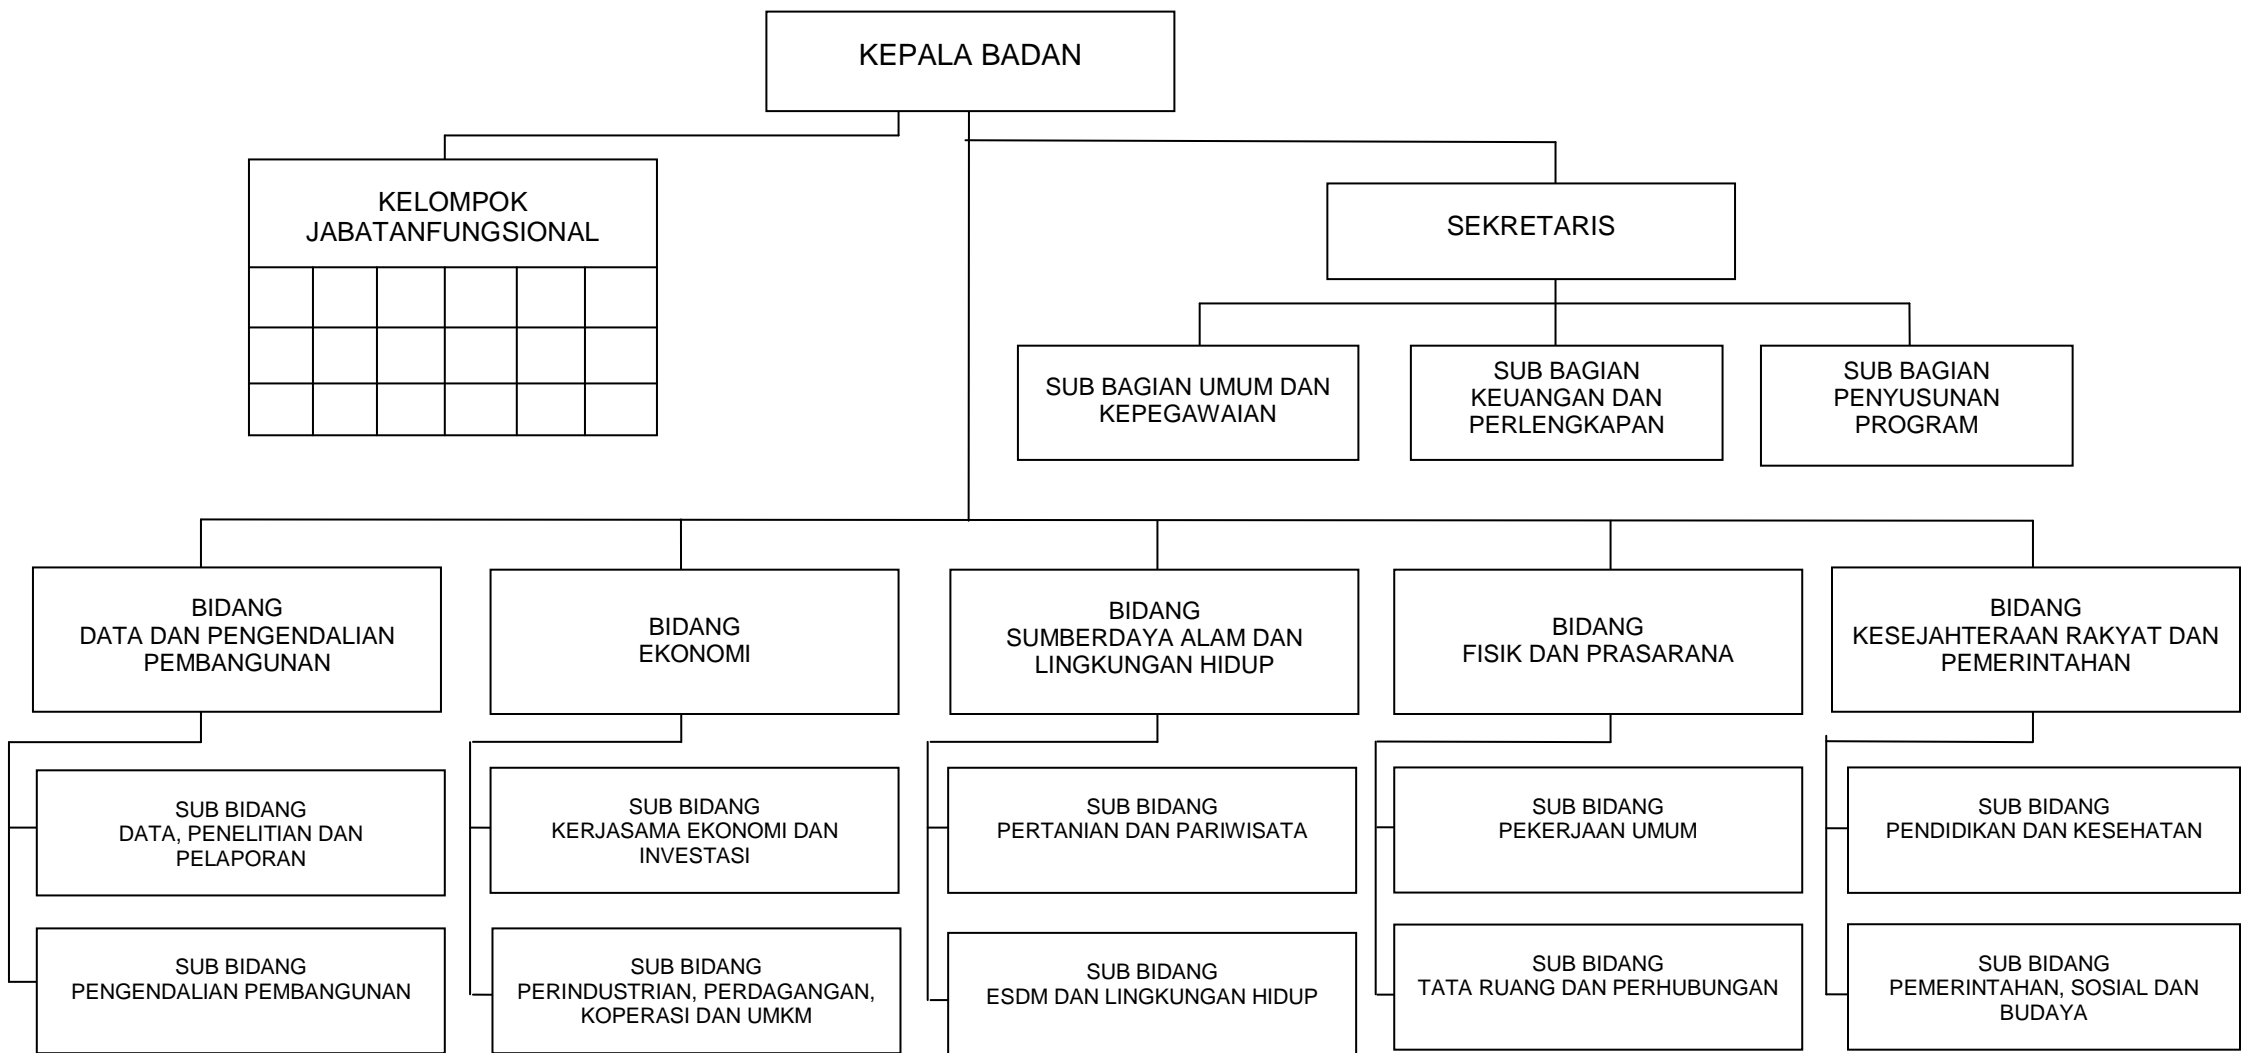 KEPALA BADAN
KELOMPOK
JABATANFUNGSIONAL
SEKRETARIS
SUB BAGIAN UMUM DAN
KEPEGAWAIAN
SUB BAGIAN
KEUANGAN DAN
PERLENGKAPAN
SUB BAGIAN
PENYUSUNAN
PROGRAM
BIDANG
DATA DAN PENGENDALIAN
PEMBANGUNAN
BIDANG
EKONOMI
BIDANG
SUMBERDAYA ALAM DAN
LINGKUNGAN HIDUP
BIDANG
FISIK DAN PRASARANA
BIDANG
KESEJAHTERAAN RAKYAT DAN
PEMERINTAHAN
SUB BIDANG
DATA, PENELITIAN DAN
PELAPORAN
SUB BIDANG
KERJASAMA EKONOMI DAN
INVESTASI
SUB BIDANG
PERTANIAN DAN PARIWISATA
SUB BIDANG
PEKERJAAN UMUM
SUB BIDANG
PENDIDIKAN DAN KESEHATAN
SUB BIDANG
PENGENDALIAN PEMBANGUNAN
SUB BIDANG
PERINDUSTRIAN, PERDAGANGAN,
KOPERASI DAN UMKM
SUB BIDANG
ESDM DAN LINGKUNGAN HIDUP
SUB BIDANG
TATA RUANG DAN PERHUBUNGAN
SUB BIDANG
PEMERINTAHAN, SOSIAL DAN
BUDAYA